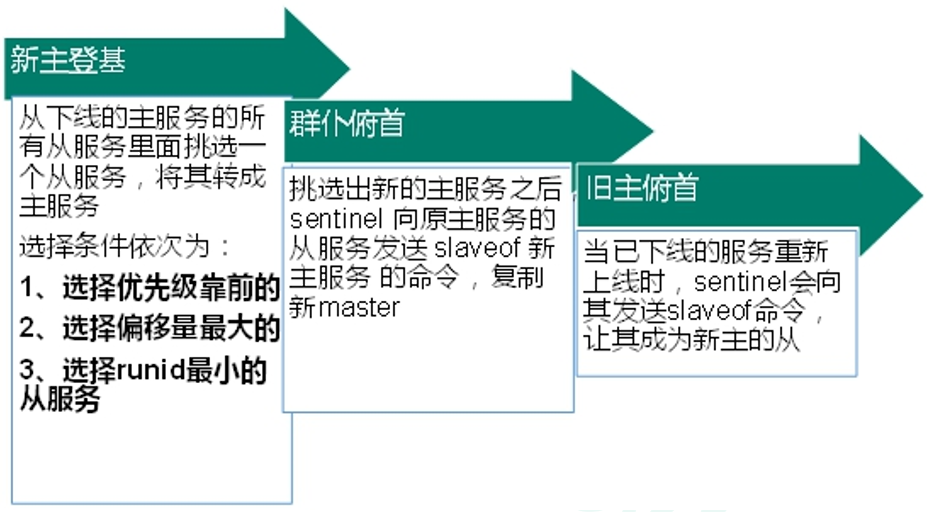 新主登基
从下线的主服务的所
有从服务里面挑选一
个从服务，将其转成
主服务
选择条件依次为：
1、选择优先级靠前的
2、选择偏移量最大的
3、选择runid最小的
从服务
群仆俯首
挑选出新的主服务之后，
sentinel 向原主服务的
从服务发送 slaveof 新
主服务 的命令，复制
新master
旧主俯首
当已下线的服务重新
上线时，sentinel会向
其发送slaveof命令，
让其成为新主的从